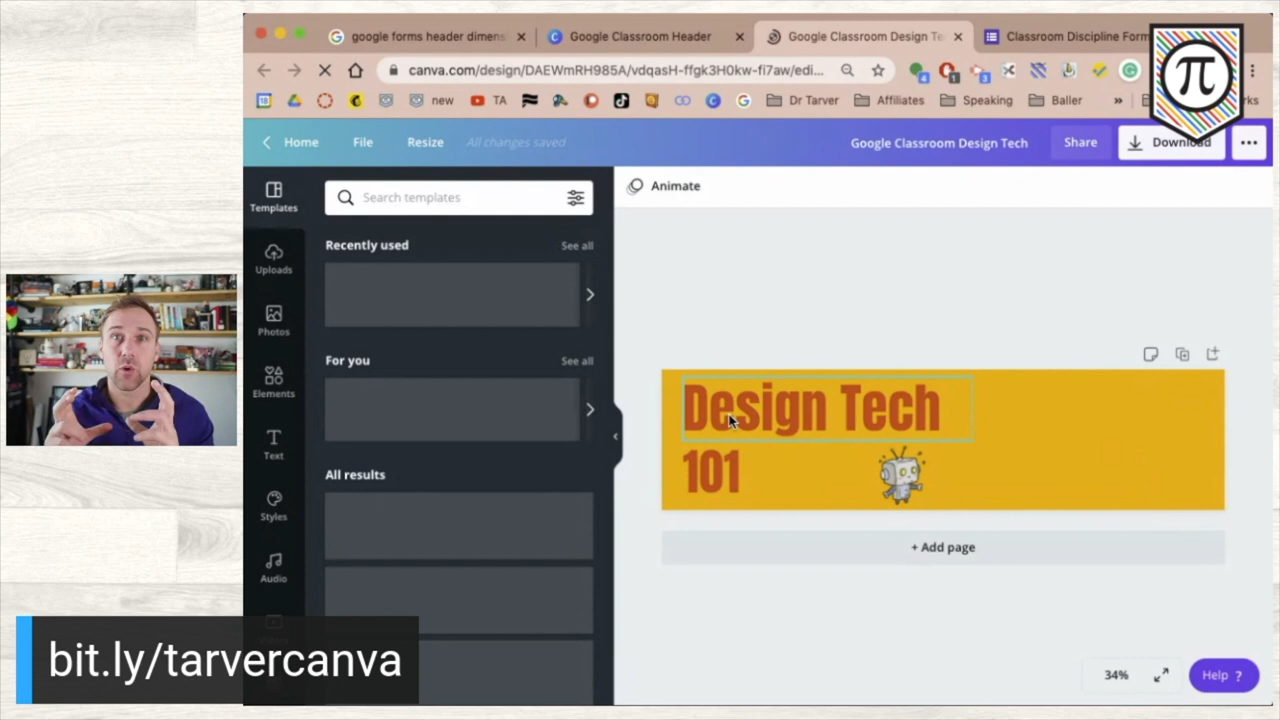 google forms header dimens
Google Classroom Header
Google Classroom Design Te
Classroom Discipline Form
canva.com/design/DAEWmRH985A/vdqasH-ffgk3H0kw-fi7aw/edi...
new
TA
Dr Tarver
Affiliates
Speaking
Baller
»
π
Home
File
Resize
All changes saved
Google Classroom Design Tech
Share
Download
Templates
Search templates
Animate
Uploads
Recently used
See all
Photos
For you
See all
Elements
Text
All results
Styles
Audio
Design Tech
101
+ Add page
34%
Help ?
bit.ly/tarvercanva